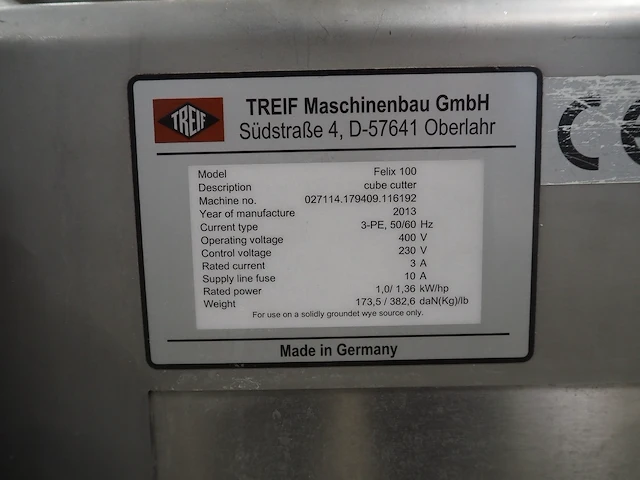 TREIF
TREIF Maschinenbau GmbH
Südstraße 4, D-57641 Oberlahr
CE
Model Felix 100
Description cube cutter
Machine no. 027114.179409.116192
Year of manufacture 2013
Current type 3-PE, 50/60 Hz
Operating voltage 400 V
Control voltage 230 V
Rated current 3 A
Supply line fuse 10 A
Rated power 1,0/ 1,36 kW/hp
Weight 173,5 / 382,6 daN(Kg)/lb
For use on a solidly groundet wye source only.
Made in Germany